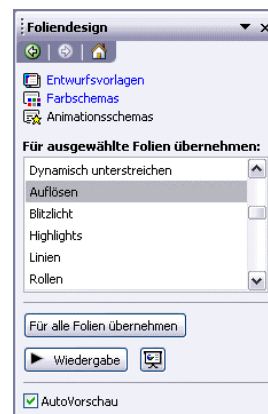 Foliendesign
Entwurfsvorlagen
Farbschemas
Animationsschemas
Für ausgewählte Folien übernehmen:
Dynamisch unterstreichen
Auflösen
Blitzlicht
Highlights
Linien
Rollen
Für alle Folien übernehmen
Wiedergabe
AutoVorschau